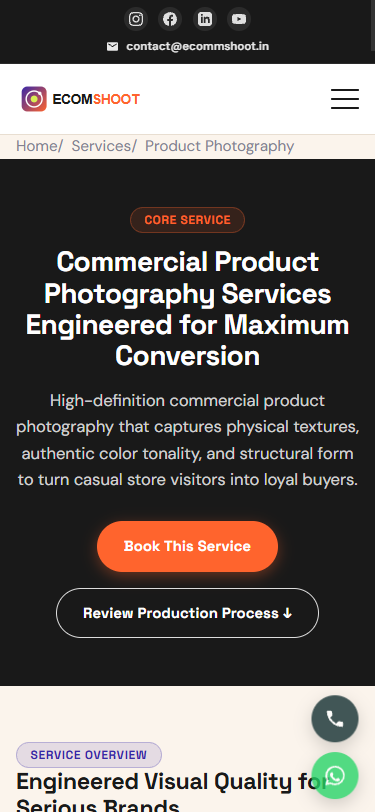 contact@ecommshoot.in
ECOMSHOOT
Home/ Services/ Product Photography
CORE SERVICE
Commercial Product
Photography Services
Engineered for Maximum
Conversion
High-definition commercial product
photography that captures physical textures,
authentic color tonality, and structural form
to turn casual store visitors into loyal buyers.
Book This Service
Review Production Process ↓
SERVICE OVERVIEW
Engineered Visual Quality for
Serious Brands